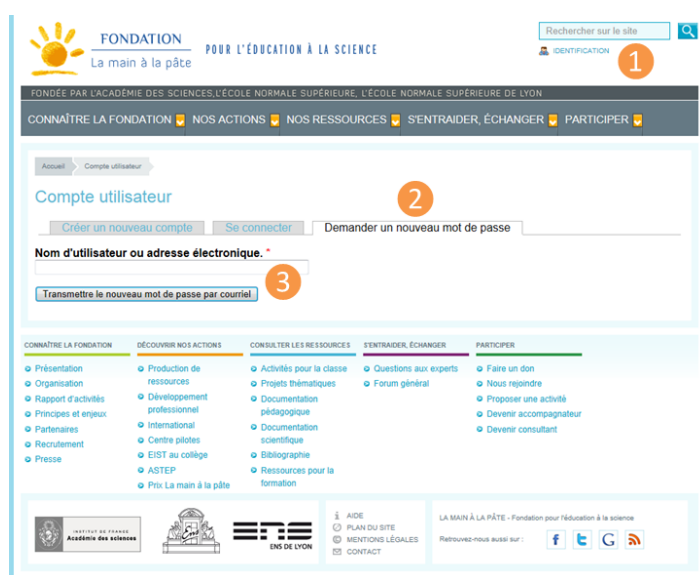 FONDATION
La main à la pâte
POUR L'ÉDUCATION À LA SCIENCE
Rechercher sur le site
IDENTIFICATION
1
FONDÉE PAR L'ACADÉMIE DES SCIENCES,L'ÉCOLE NORMALE SUPÉRIEURE, L'ÉCOLE NORMALE SUPÉRIEURE DE LYON
CONNAÎTRE LA FONDATION NOS ACTIONS NOS RESSOURCES S'ENTRAIDER, ÉCHANGER PARTICIPER
Accueil Compte utilisateur
Compte utilisateur
2
Créer un nouveau compte Se connecter Demander un nouveau mot de passe
Nom d'utilisateur ou adresse électronique. *
3
Transmettre le nouveau mot de passe par courriel
CONNAÎTRE LA FONDATION
Présentation
Organisation
Rapport d'activités
Principes et enjeux
Partenaires
Recrutement
Presse
DÉCOUVRIR NOS ACTIONS
Production de
ressources
Développement
professionnel
International
Centre pilotes
EIST au collège
ASTEP
Prix La main à la pâte
CONSULTER LES RESSOURCES
Activités pour la classe
Projets thématiques
Documentation
pédagogique
Documentation
scientifique
Bibliographie
Ressources pour la
formation
S'ENTRAIDER, ÉCHANGER
Questions aux experts
Forum général
PARTICIPER
Faire un don
Nous rejoindre
Proposer une activité
Devenir accompagnateur
Devenir consultant
INSTITUT DE FRANCE
Académie des sciences
ENS
ENS DE LYON
AIDE
PLAN DU SITE
MENTIONS LÉGALES
CONTACT
LA MAIN À LA PÂTE - Fondation pour l'éducation à la science
Retrouvez-nous aussi sur :